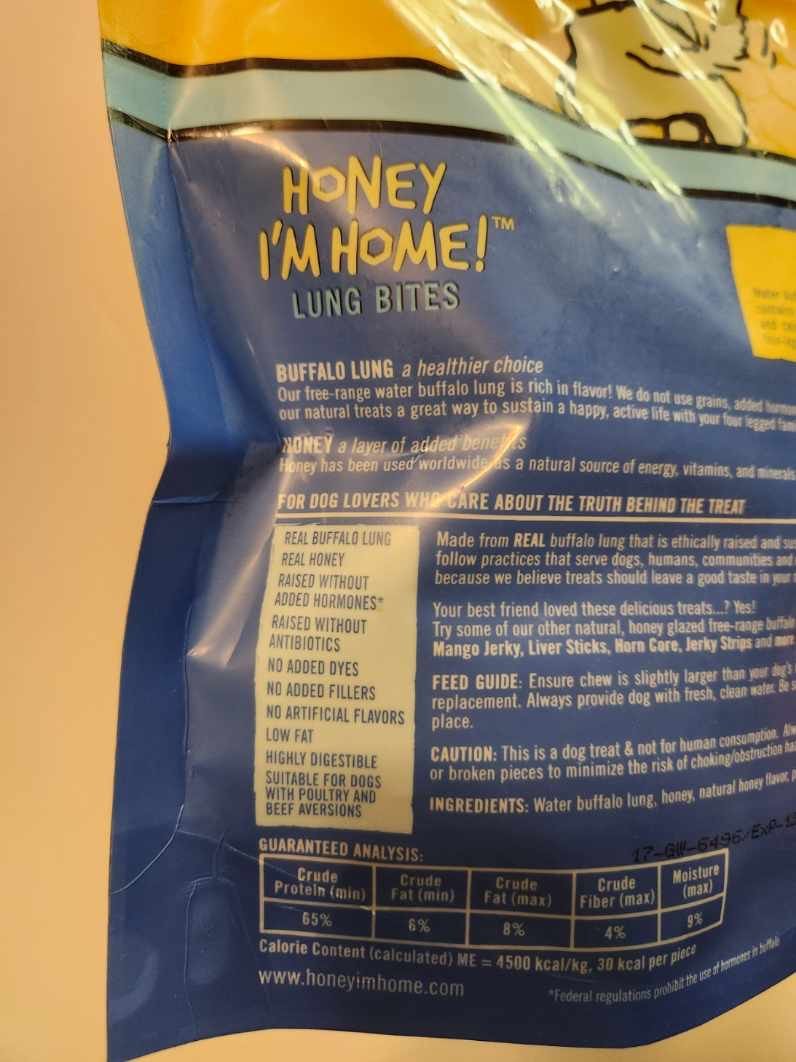 HONEY
I'M HOME!™
LUNG BITES
BUFFALO LUNG a healthier choice
Our free-range water buffalo lung is rich in flavor! We do not use grains, added
our natural treats a great way to sustain a happy, active life with your four legged
HONEY a layer of added benefits
Honey has been used worldwide as a natural source of energy, vitamins, and minerals
FOR DOG LOVERS WHO CARE ABOUT THE TRUTH BEHIND THE TREAT
REAL BUFFALO LUNG
REAL HONEY
RAISED WITHOUT
ADDED HORMONES*
RAISED WITHOUT
ANTIBIOTICS
NO ADDED DYES
NO ADDED FILLERS
NO ARTIFICIAL FLAVORS
LOW FAT
HIGHLY DIGESTIBLE
SUITABLE FOR DOGS
WITH POULTRY AND
BEEF AVERSIONS
Made from REAL buffalo lung that is ethically raised and
follow practices that serve dogs, humans, communities and
because we believe treats should leave a good taste in your
Your best friend loved these delicious treats...? Yes!
Try some of our other natural, honey glazed free-range buffalo
Mango Jerky, Liver Sticks, Horn Core, Jerky Strips and more
FEED GUIDE: Ensure chew is slightly larger than your dog's
replacement. Always provide dog with fresh, clean water. Be
place.
CAUTION: This is a dog treat & not for human consumption.
or broken pieces to minimize the risk of choking/obstruction
INGREDIENTS: Water buffalo lung, honey, natural honey flavor,
17-GW-6496/EXP-
GUARANTEED ANALYSIS:
Crude Protein (min) Crude Fat (min) Crude Fat (max) Crude Fiber (max) Moisture (max)
65% 6% 8% 4% 9%
Calorie Content (calculated) ME = 4500 kcal/kg, 30 kcal per piece
www.honeyimhome.com
*Federal regulations prohibit the use of hormones in buffalo